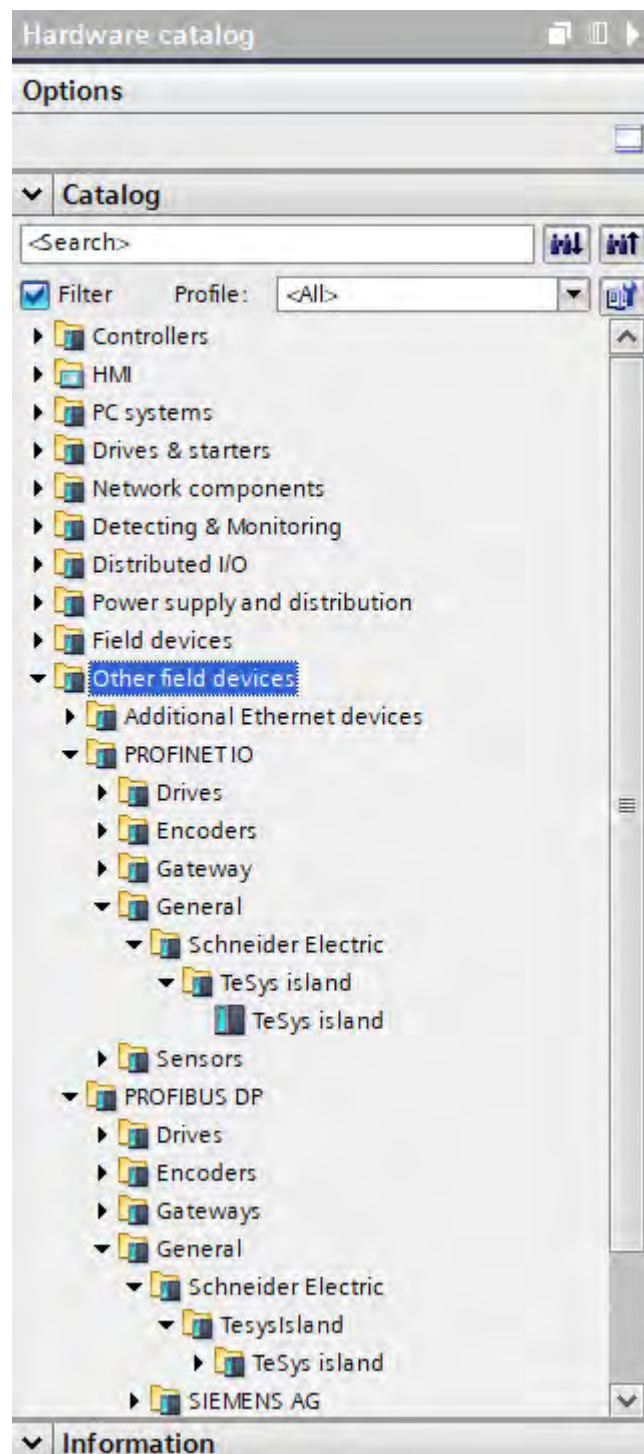 Hardware catalog
Options
Catalog
<Search>
Filter Profile: <All>
Controllers
HMI
PC systems
Drives & starters
Network components
Detecting & Monitoring
Distributed I/O
Power supply and distribution
Field devices
Other field devices
Additional Ethernet devices
PROFINET IO
Drives
Encoders
Gateway
General
Schneider Electric
TeSys island
TeSys island
Sensors
PROFIBUS DP
Drives
Encoders
Gateways
General
Schneider Electric
TesysIsland
TeSys island
SIEMENS AG
Information